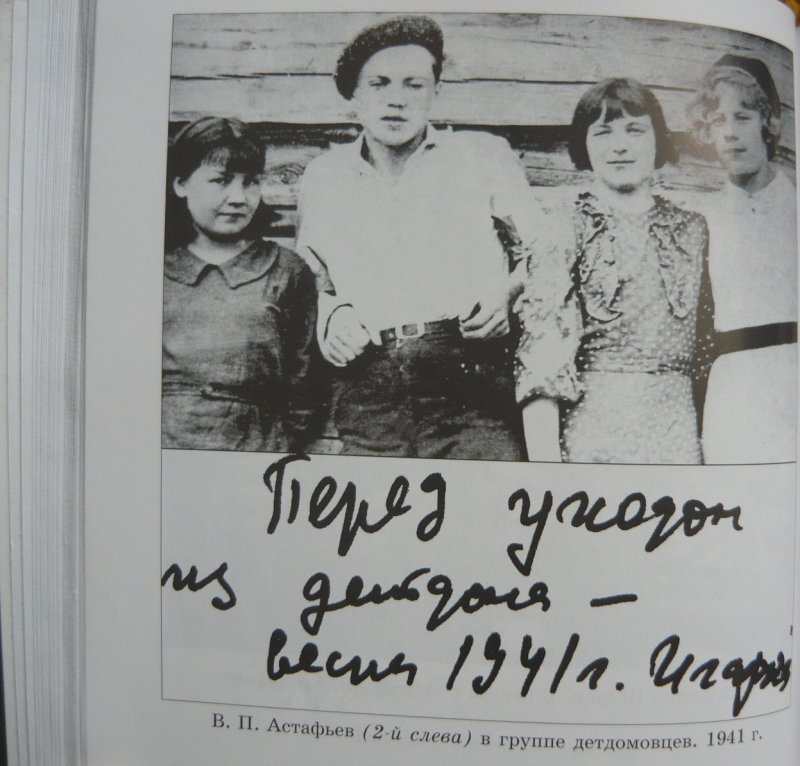 Перед уходом
из детдома –
весна 1941 г. Игарка
В. П. Астафьев (2-й слева) в группе детдомовцев. 1941 г.